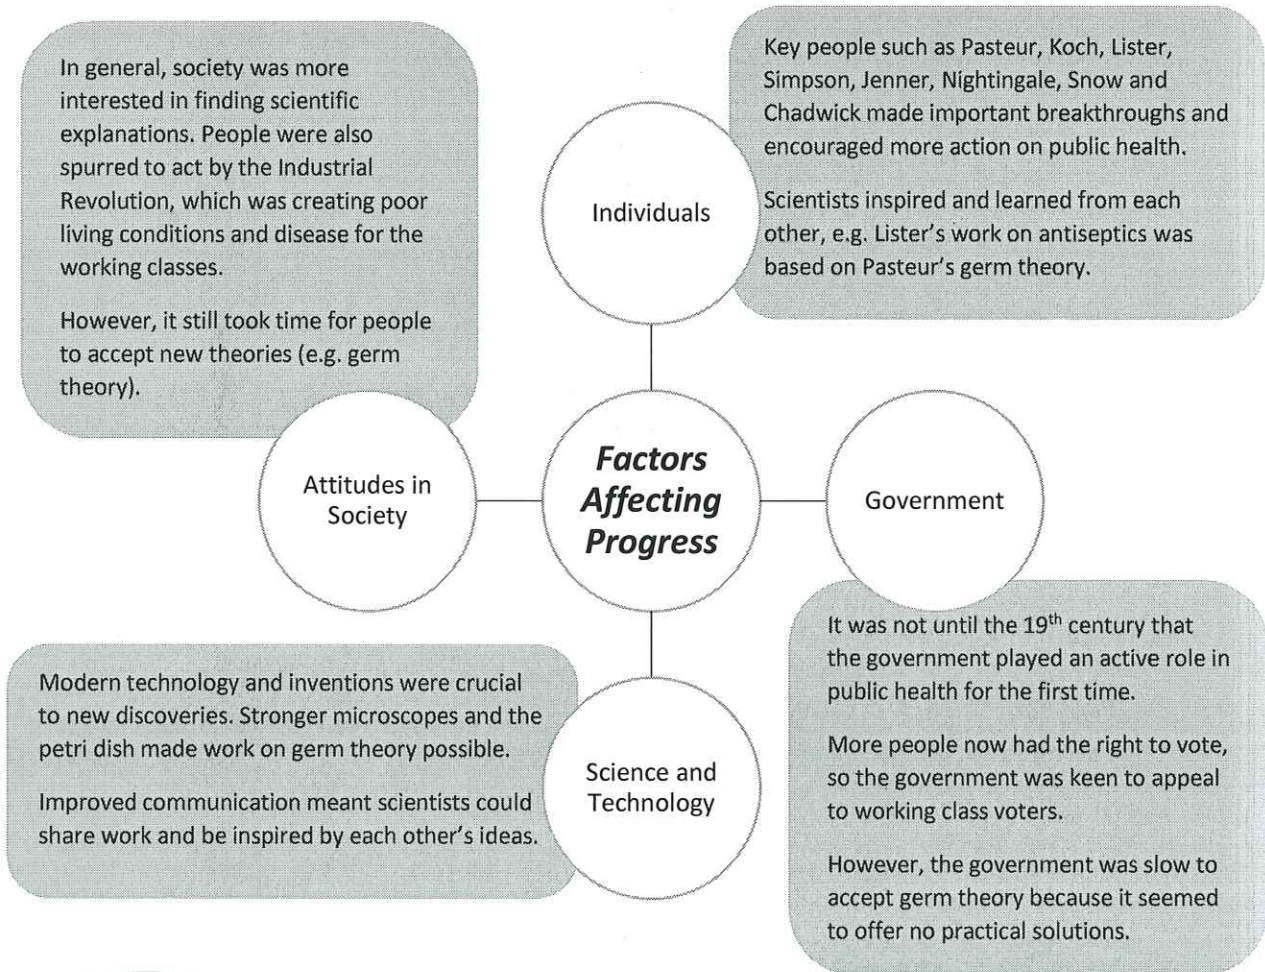 In general, society was more
interested in finding scientific
explanations. People were also
spurred to act by the Industrial
Revolution, which was creating poor
living conditions and disease for the
working classes.
However, it still took time for people
to accept new theories (e.g. germ
theory).
Attitudes in
Society
Individuals
Key people such as Pasteur, Koch, Lister,
Simpson, Jenner, Nightingale, Snow and
Chadwick made important breakthroughs and
encouraged more action on public health.
Scientists inspired and learned from each
other, e.g. Lister's work on antiseptics was
based on Pasteur's germ theory.
Factors
Affecting
Progress
Government
It was not until the 19th century that
the government played an active role in
public health for the first time.
More people now had the right to vote,
so the government was keen to appeal
to working class voters.
However, the government was slow to
accept germ theory because it seemed
to offer no practical solutions.
Modern technology and inventions were crucial
to new discoveries. Stronger microscopes and the
petri dish made work on germ theory possible.
Improved communication meant scientists could
share work and be inspired by each other's ideas.
Science and
Technology